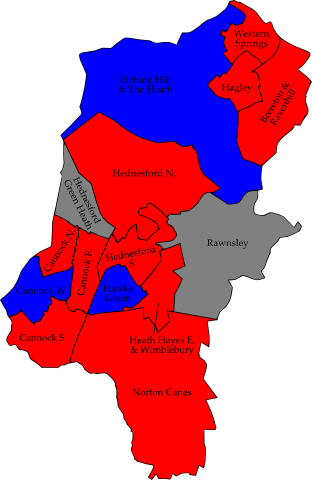 Western
Springs
Etching Hill
& The Heath
Hagley
Brereton &
Ravenhill
Hednesford N.
Hednesford
Green Heath
Rawnsley
Cannock N.
Cannock E.
Hednesford
S.
Cannock W.
Hawks
Green
Cannock S.
Heath Hayes E.
& Wimblebury
Norton Canes